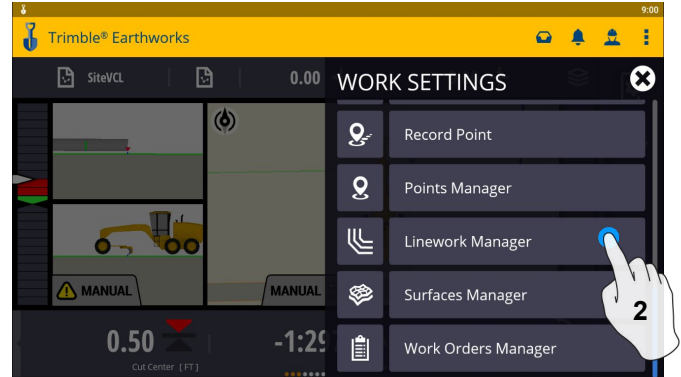 9:00
Trimble® Earthworks
SiteVCL
0.00
WORK SETTINGS
Record Point
Points Manager
Linework Manager
Surfaces Manager
Work Orders Manager
MANUAL
MANUAL
0.50
-1:29
Cut Center [FT]
2